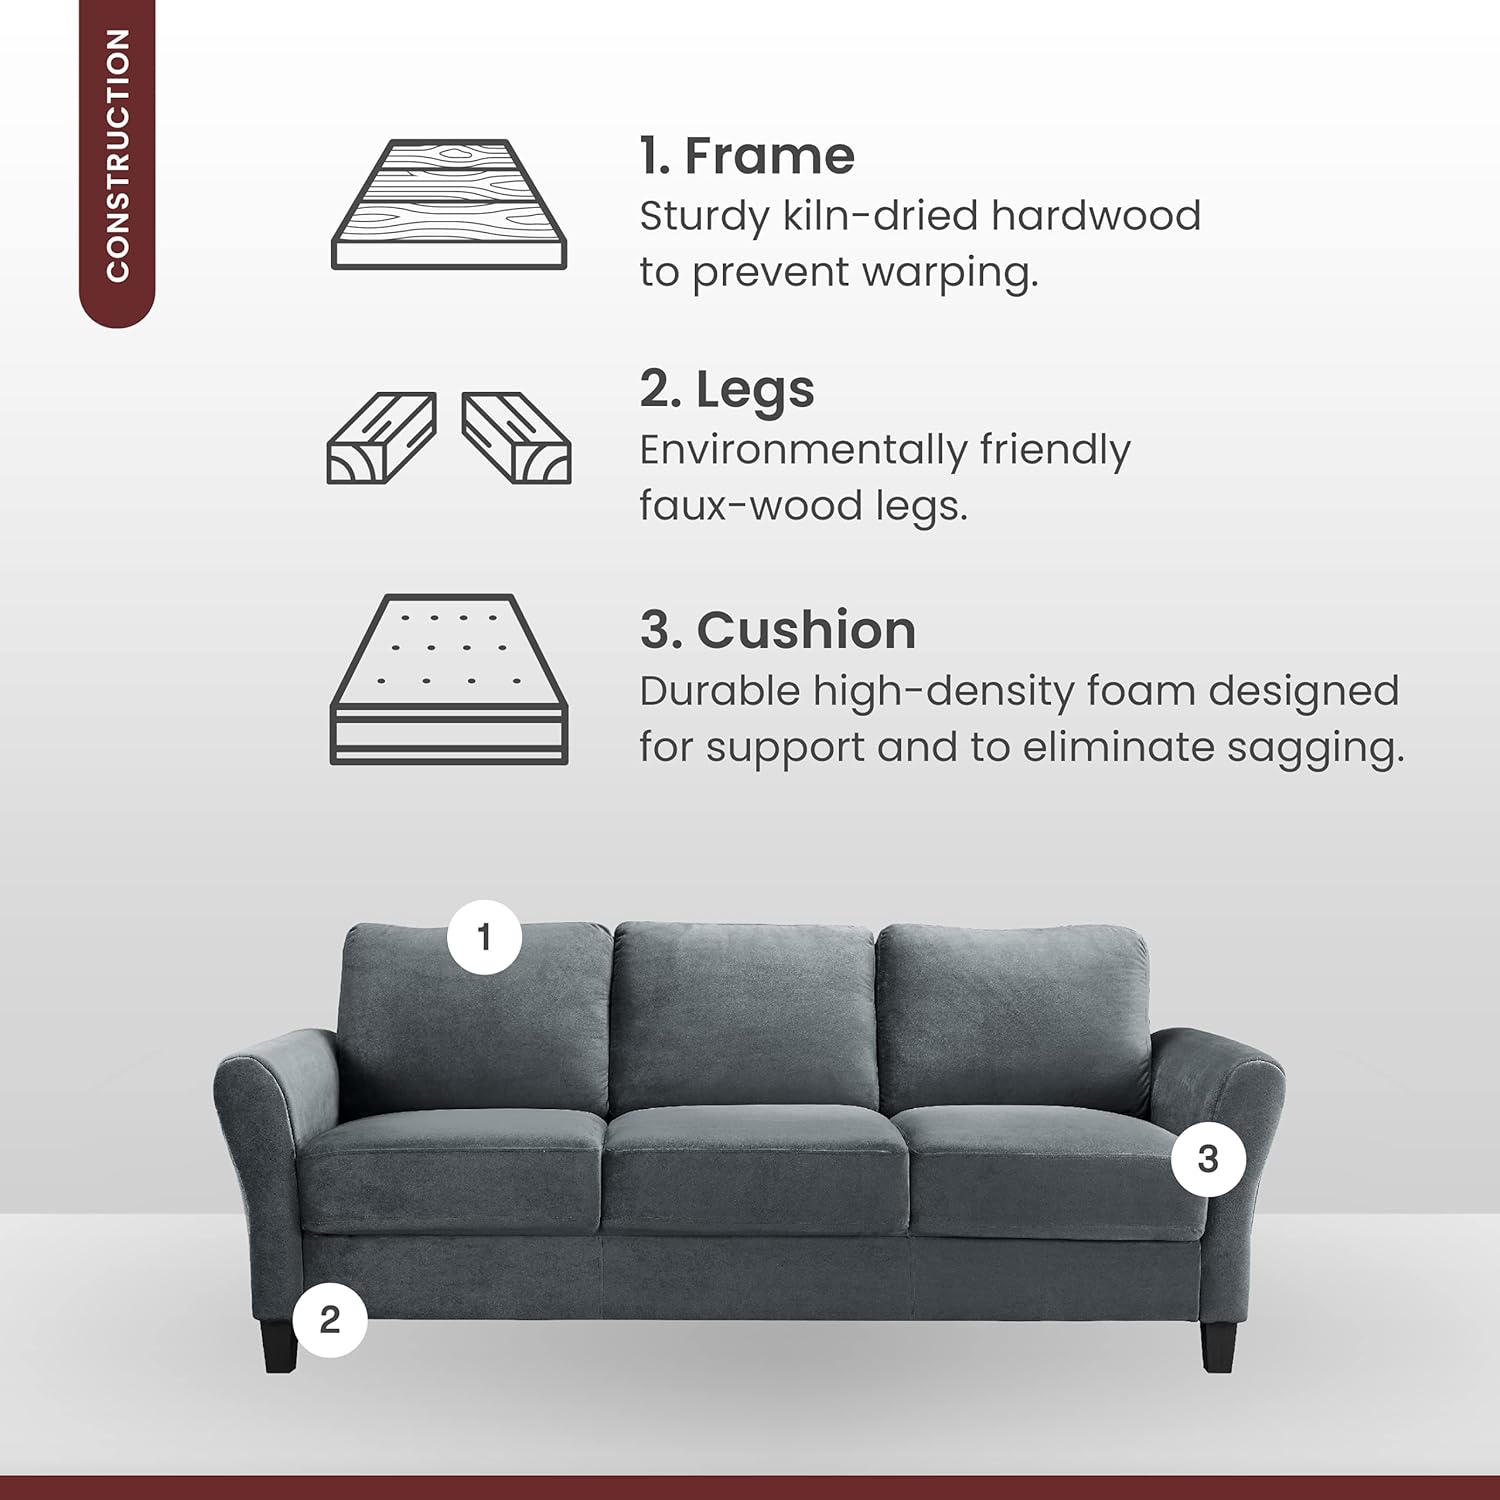 CONSTRUCTION
1. Frame
Sturdy kiln-dried hardwood
to prevent warping.
2. Legs
Environmentally friendly
faux-wood legs.
3. Cushion
Durable high-density foam designed
for support and to eliminate sagging.
1
3
2